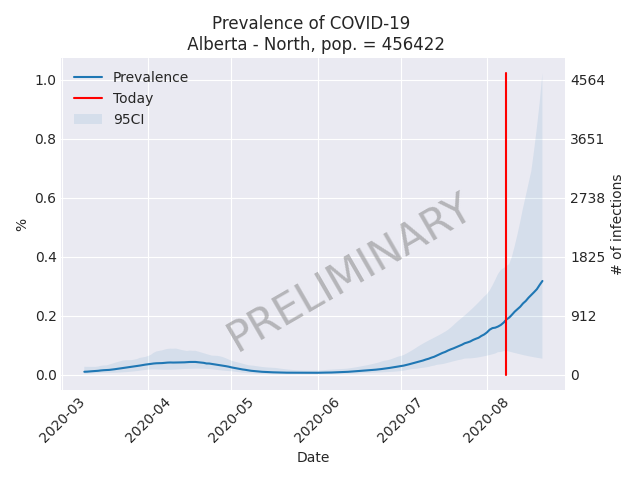 Prevalence of COVID-19
Alberta - North, pop. = 456422
Prevalence
Today
95CI
1.0
0.8
0.6
0.4
0.2
0.0
%
4564
3651
2738
1825
912
0
# of infections
PRELIMINARY
2020-03
2020-04
2020-05
2020-06
2020-07
2020-08
Date